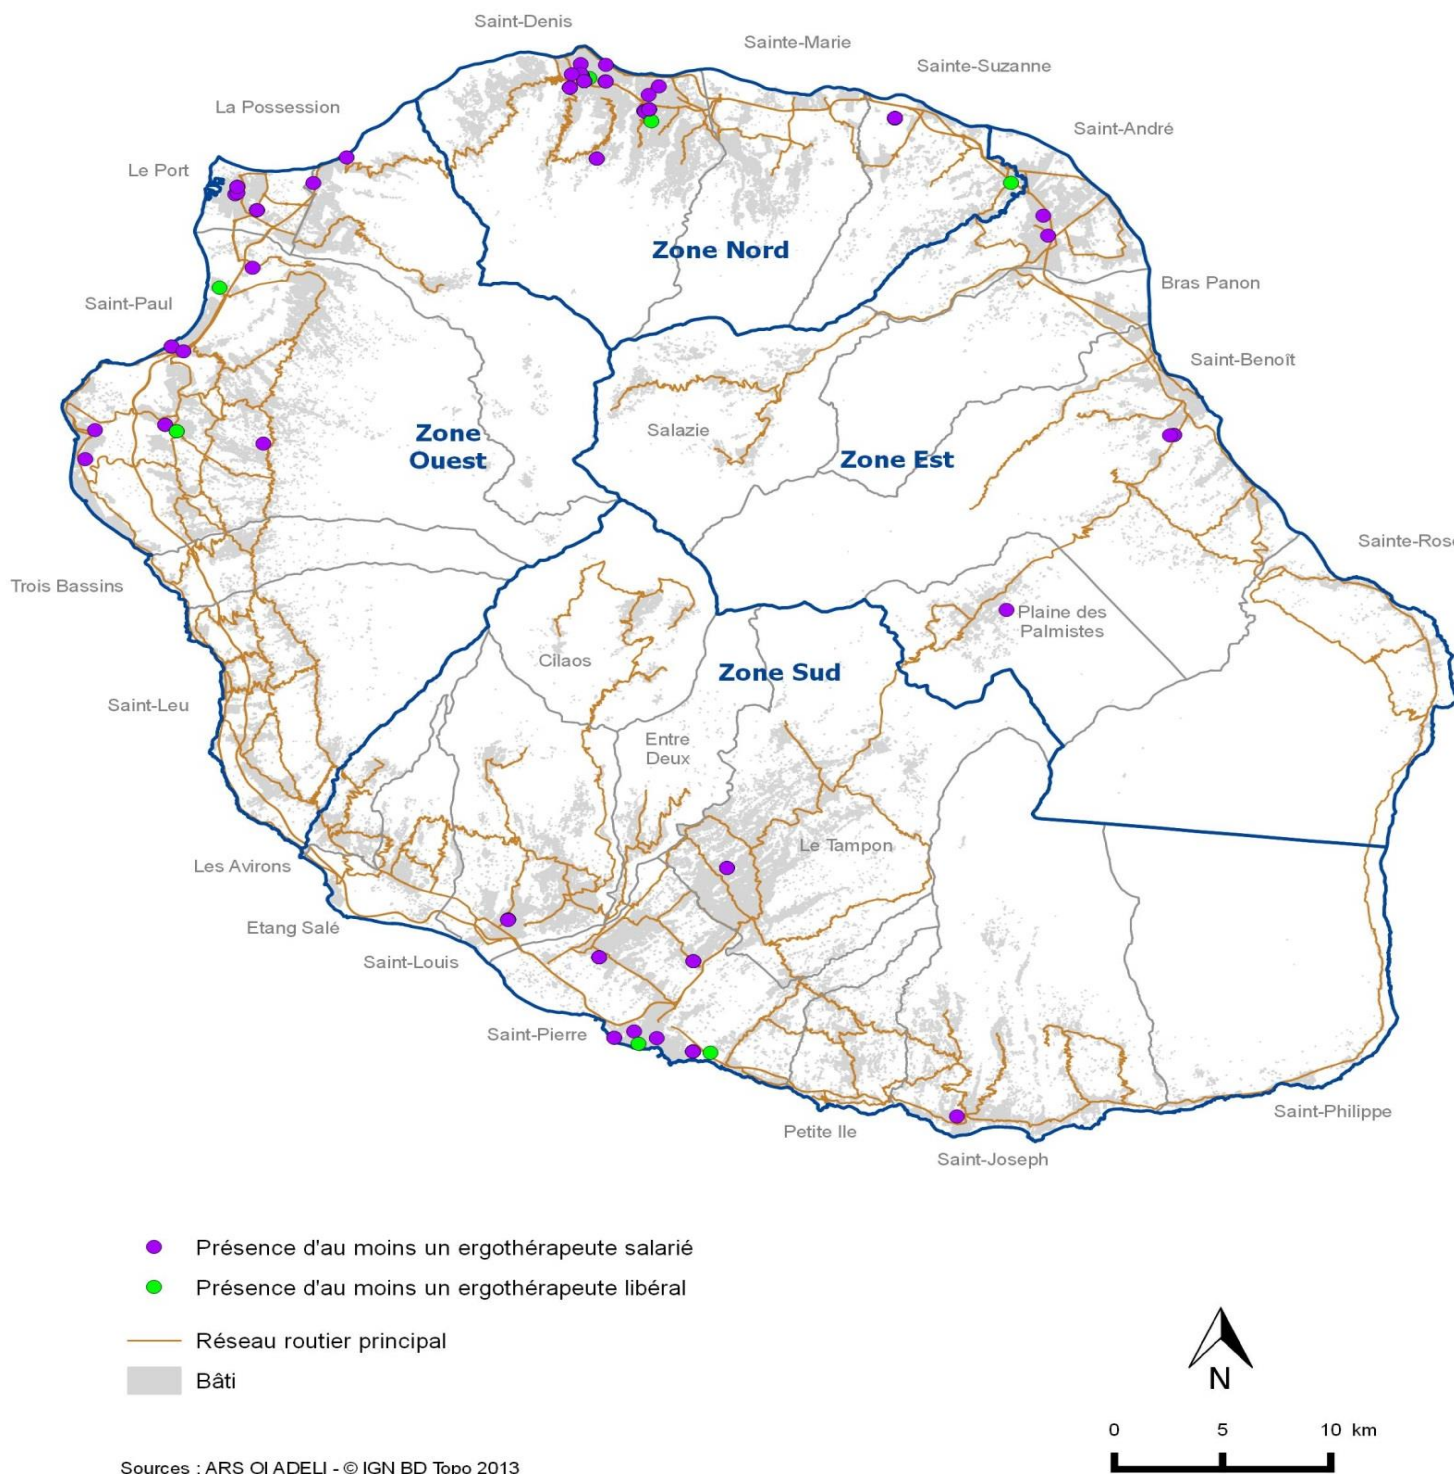 Saint-Denis
Sainte-Marie
Sainte-Suzanne
La Possession
Saint-André
Le Port
Zone Nord
Bras Panon
Saint-Paul
Saint-Benoît
Salazie
Zone
Ouest
Zone Est
Sainte-Rose
Trois Bassins
Plaine des
Palmistes
Cilaos
Zone Sud
Saint-Leu
Entre
Deux
Le Tampon
Les Avirons
Etang Salé
Saint-Louis
Saint-Pierre
Saint-Philippe
Petite Ile
Saint-Joseph
Présence d'au moins un ergothérapeute salarié
Présence d'au moins un ergothérapeute libéral
Réseau routier principal
Bâti
N
0 5 10 km
Sources : ARS OI ADELI - © IGN BD Topo 2013